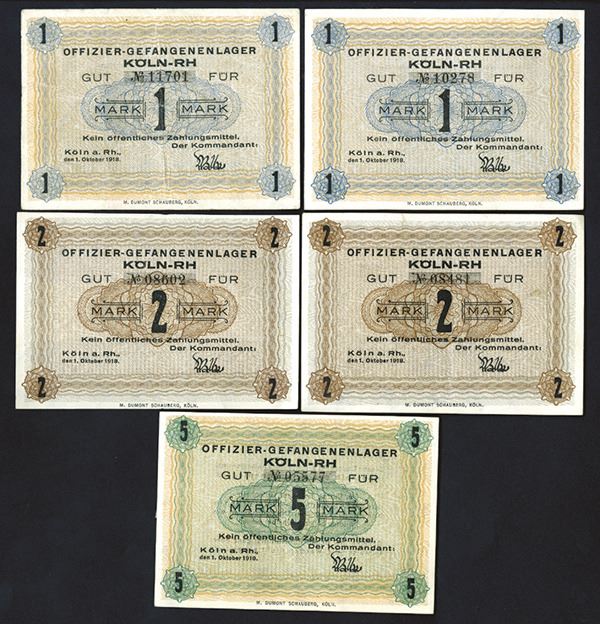 1 1
OFFIZIER-GEFANGENENLAGER
KÖLN-RH
GUT № 11701 FÜR
MARK 1 MARK
Kein öffentliches Zahlungsmittel.
Köln a. Rh., Der Kommandant:
den 1. Oktober 1918.
1 1
M. DUMONT SCHAUBERG, KÖLN.
1 1
OFFIZIER-GEFANGENENLAGER
KÖLN-RH
GUT № 10278 FÜR
MARK 1 MARK
Kein öffentliches Zahlungsmittel.
Köln a. Rh., Der Kommandant:
den 1. Oktober 1918.
1 1
M. DUMONT SCHAUBERG, KÖLN.
2 2
OFFIZIER-GEFANGENENLAGER
KÖLN-RH
GUT № 08602 FÜR
MARK 2 MARK
Kein öffentliches Zahlungsmittel.
Köln a. Rh., Der Kommandant:
den 1. Oktober 1918.
2 2
M. DUMONT SCHAUBERG, KÖLN.
2 2
OFFIZIER-GEFANGENENLAGER
KÖLN-RH
GUT № 08481 FÜR
MARK 2 MARK
Kein öffentliches Zahlungsmittel.
Köln a. Rh., Der Kommandant:
den 1. Oktober 1918.
2 2
M. DUMONT SCHAUBERG, KÖLN.
5 5
OFFIZIER-GEFANGENENLAGER
KÖLN-RH
GUT № 05577 FÜR
MARK 5 MARK
Kein öffentliches Zahlungsmittel.
Köln a. Rh., Der Kommandant:
den 1. Oktober 1918.
5 5
M. DUMONT SCHAUBERG, KÖLN.